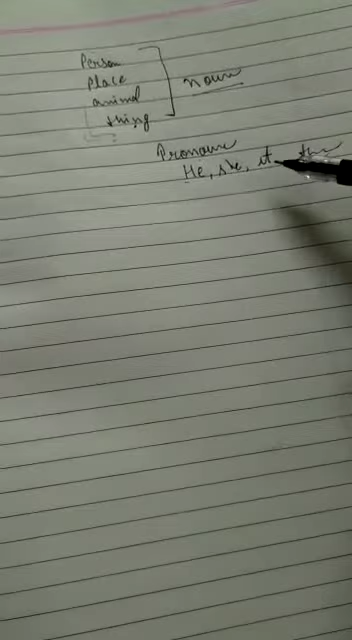 Person
Place
animal
thing
noun
Pronoun
He, she, it